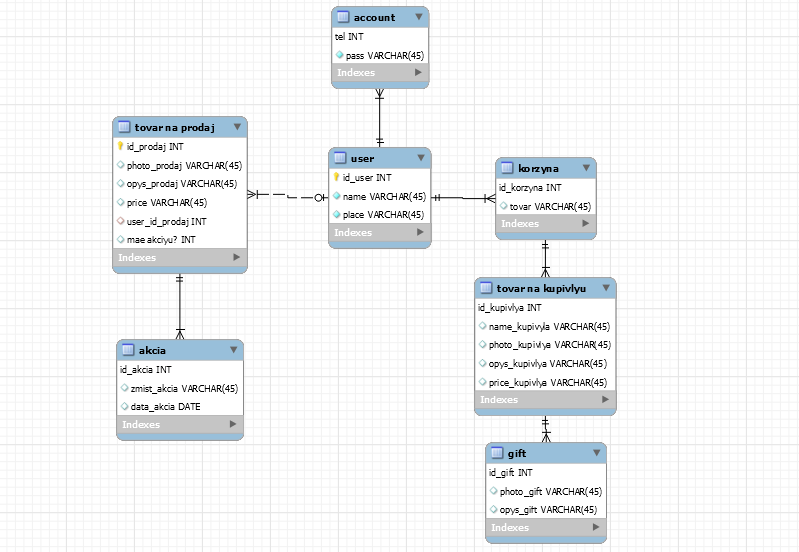 account
tel INT
pass VARCHAR(45)
Indexes
tovar na prodaj
id_prodaj INT
photo_prodaj VARCHAR(45)
opys_prodaj VARCHAR(45)
price VARCHAR(45)
user_id_prodaj INT
mae akciyu? INT
Indexes
user
id_user INT
name VARCHAR(45)
place VARCHAR(45)
Indexes
korzyna
id_korzyna INT
tovar VARCHAR(45)
Indexes
tovar na kupivlyu
id_kupivlya INT
name_kupivyla VARCHAR(45)
photo_kupivlya VARCHAR(45)
opys_kupivlya VARCHAR(45)
price_kupivlya VARCHAR(45)
Indexes
akcia
id_akcia INT
zmist_akcia VARCHAR(45)
data_akcia DATE
Indexes
gift
id_gift INT
photo_gift VARCHAR(45)
opys_gift VARCHAR(45)
Indexes